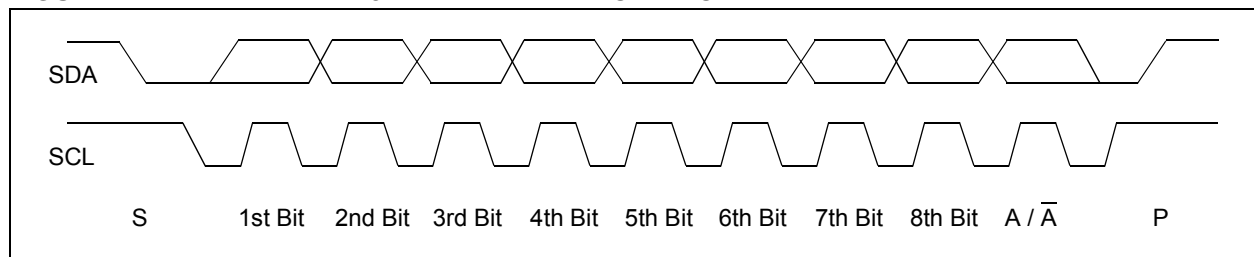 SDA
SCL
S 1st Bit 2nd Bit 3rd Bit 4th Bit 5th Bit 6th Bit 7th Bit 8th Bit A / A̅ P